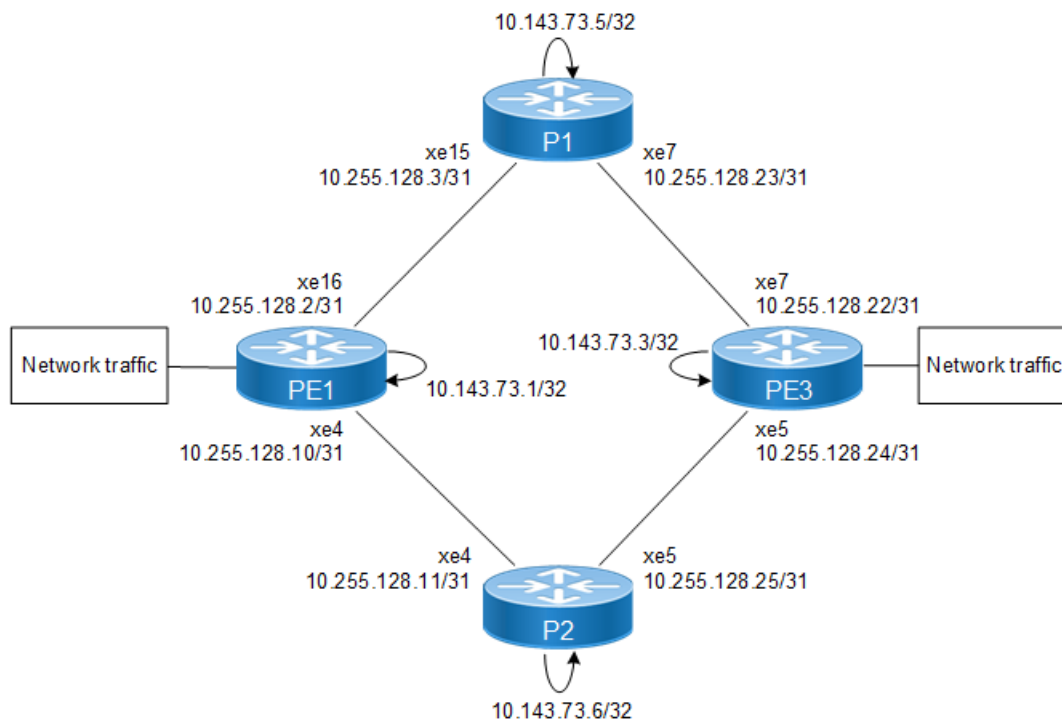 10.143.73.5/32
P1
xe15
10.255.128.3/31
xe7
10.255.128.23/31
xe16
10.255.128.2/31
xe7
10.255.128.22/31
Network traffic
PE1
10.143.73.1/32
10.143.73.3/32
PE3
Network traffic
xe4
10.255.128.10/31
xe5
10.255.128.24/31
xe4
10.255.128.11/31
xe5
10.255.128.25/31
P2
10.143.73.6/32